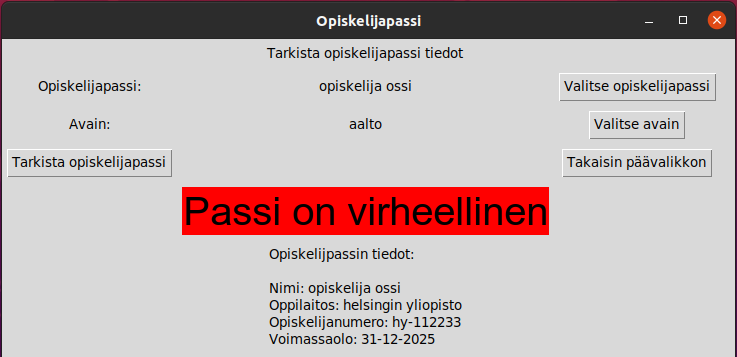 Opiskelijapassi
Tarkista opiskelijapassi tiedot
Opiskelijapassi: opiskelija ossi Valitse opiskelijapassi
Avain: aalto Valitse avain
Tarkista opiskelijapassi Takaisin päävalikkon
Passi on virheellinen
Opiskelijpassin tiedot:
Nimi: opiskelija ossi
Oppilaitos: helsingin yliopisto
Opiskelijanumero: hy-112233
Voimassaolo: 31-12-2025